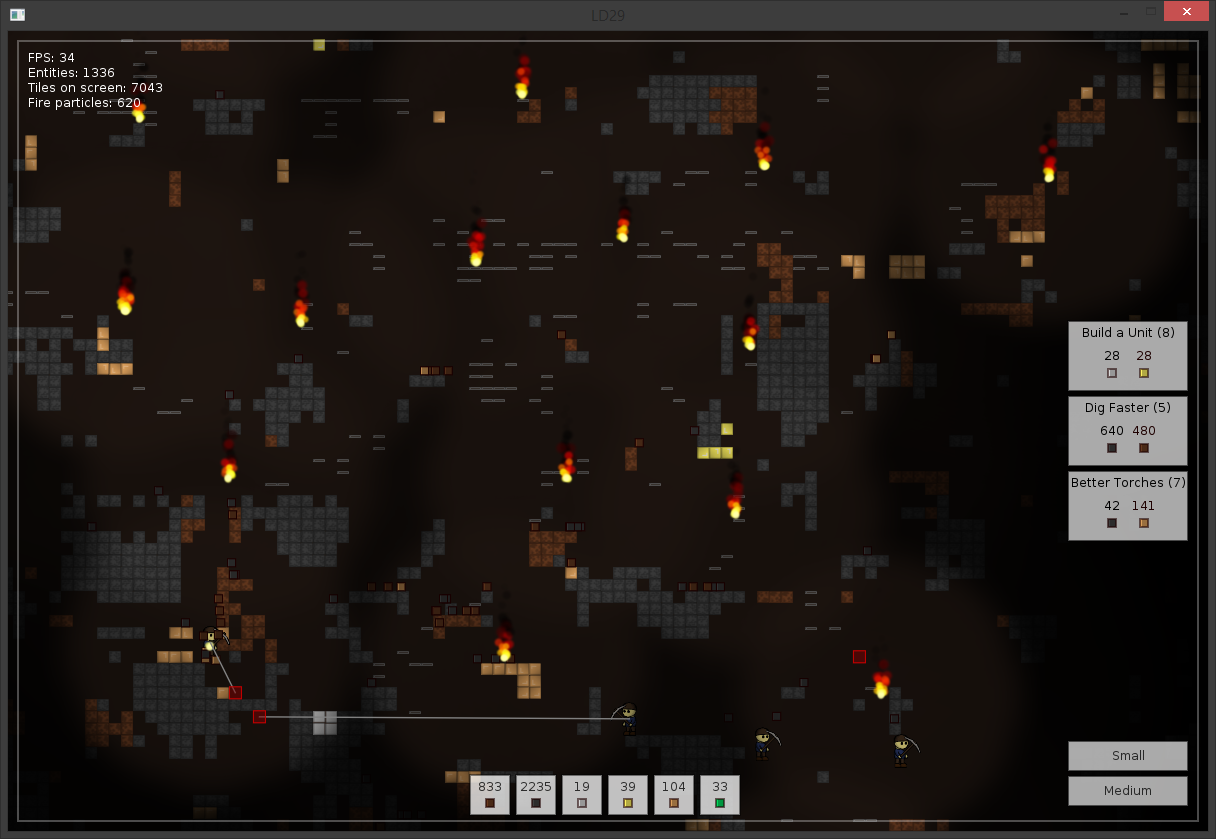 LD29
FPS: 34
Entities: 1336
Tiles on screen: 7043
Fire particles: 620
Build a Unit (8)
28 28
Dig Faster (5)
640 480
Better Torches (7)
42 141
Small
Medium
833 2235 19 39 104 33